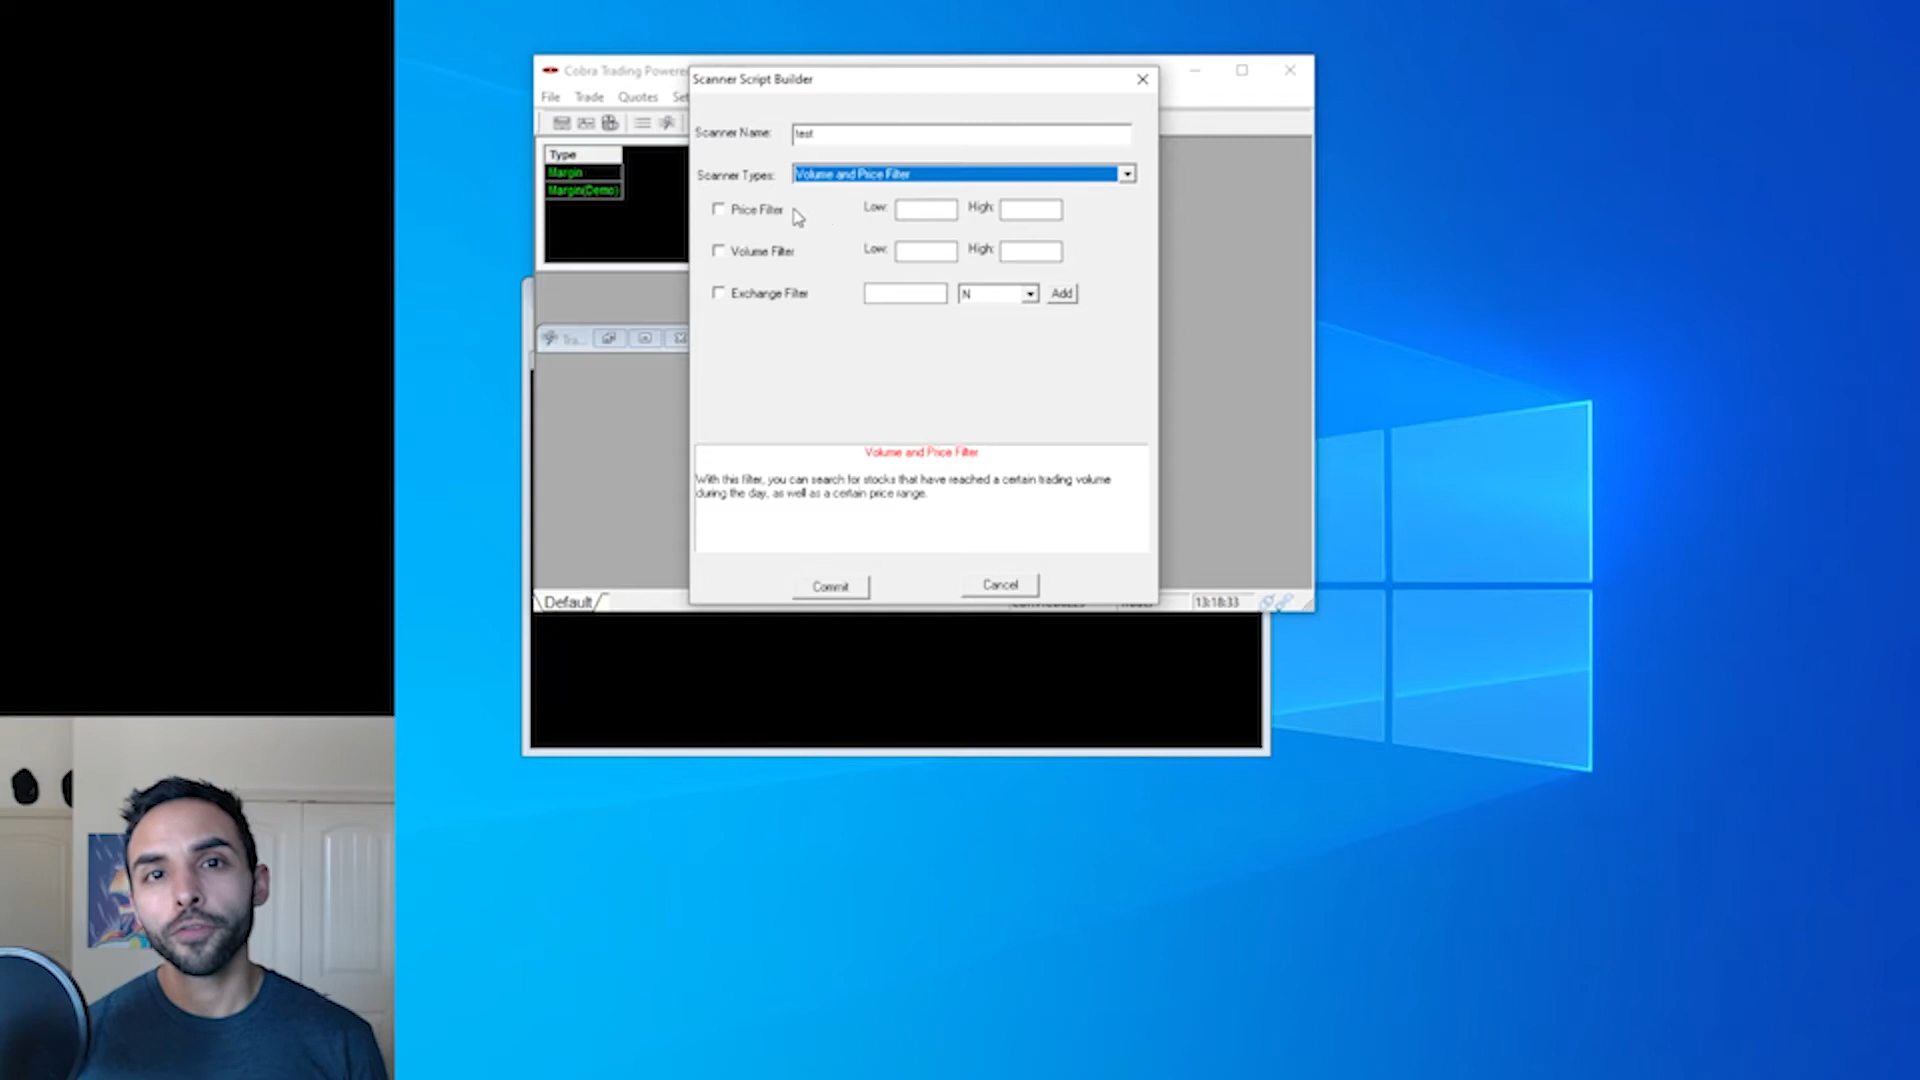 Cobra Trading Powere
Scanner Script Builder
File Trade Quotes Set
Scanner Name: test
Type
Scanner Types: Volume and Price Filter
Margin
Margin(Demo)
Price Filter Low: High:
Volume Filter Low: High:
Exchange Filter N Add
Tra...
Volume and Price Filter
With this filter, you can search for stocks that have reached a certain trading volume
during the day, as well as a certain price range.
Commit Cancel
Default
13:18:33